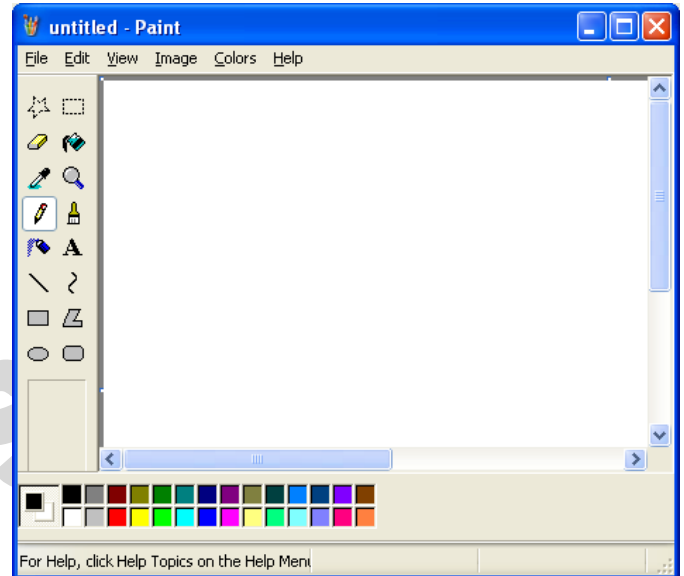 untitled - Paint
File Edit View Image Colors Help
A
For Help, click Help Topics on the Help Menu